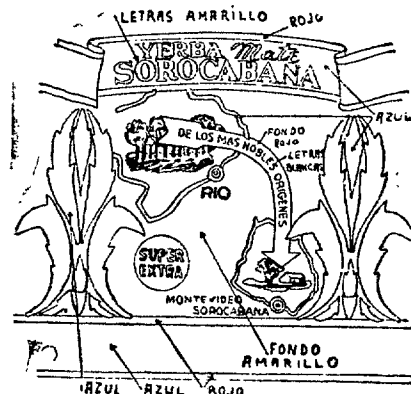 LETRAS AMARILLO
ROJO
YERBA Mate
SOROCABANA
AZUL
DE LOS MAS NOBLES ORIGENES
FONDO
ROJO
LETRAS
BLANCAS
RIO
SUPER
EXTRA
MONTEVIDEO
SOROCABANA
FONDO
AMARILLO
AZUL AZUL ROJO